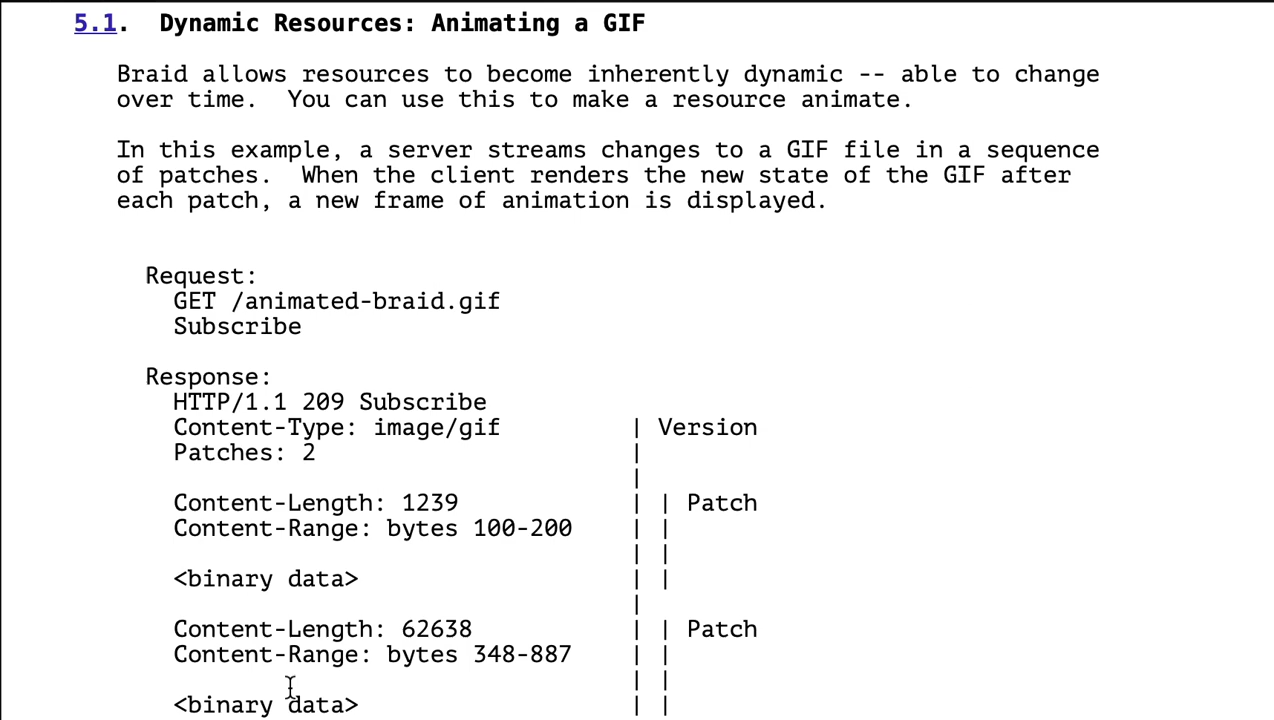 5.1.  Dynamic Resources: Animating a GIF
Braid allows resources to become inherently dynamic -- able to change
over time.  You can use this to make a resource animate.
In this example, a server streams changes to a GIF file in a sequence
of patches.  When the client renders the new state of the GIF after
each patch, a new frame of animation is displayed.
Request:
GET /animated-braid.gif
Subscribe
Response:
HTTP/1.1 209 Subscribe
Content-Type: image/gif | Version
Patches: 2 |
|
Content-Length: 1239 | | Patch
Content-Range: bytes 100-200 | |
| |
<binary data> | |
|
Content-Length: 62638 | | Patch
Content-Range: bytes 348-887 | |
| |
<binary data> | |